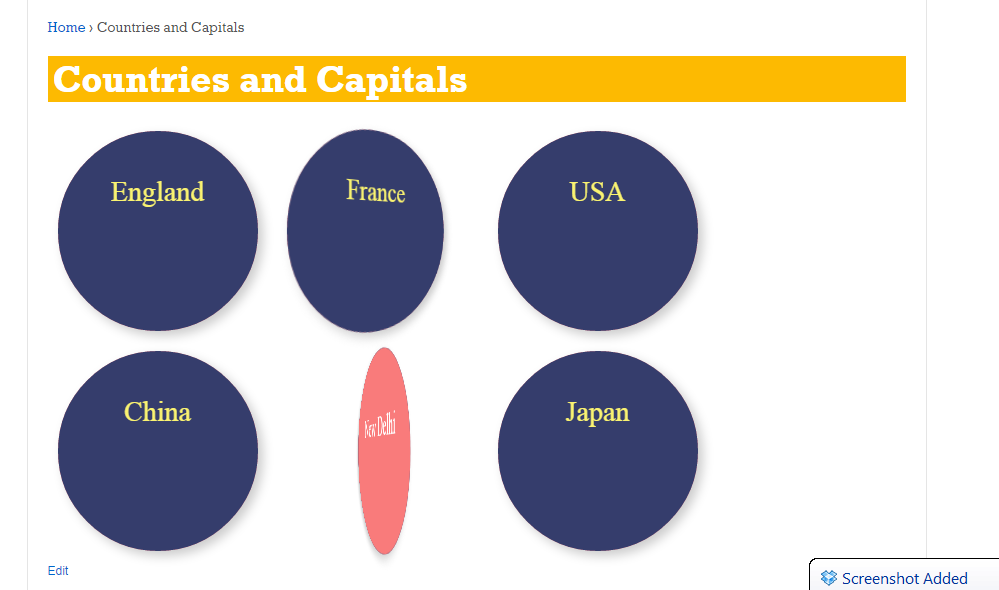 Home › Countries and Capitals
Countries and Capitals
England
France
USA
China
New Delhi
Japan
Edit
Screenshot Added